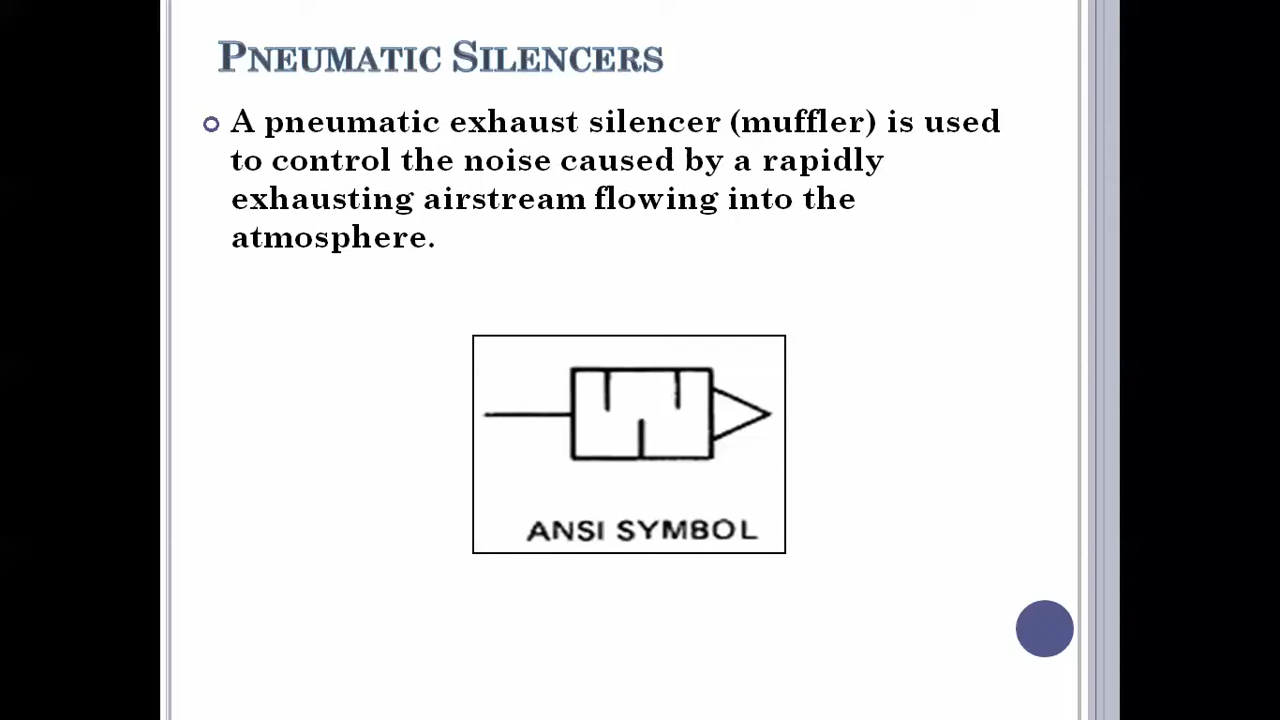 PNEUMATIC SILENCERS
A pneumatic exhaust silencer (muffler) is used
to control the noise caused by a rapidly
exhausting airstream flowing into the
atmosphere.
ANSI SYMBOL